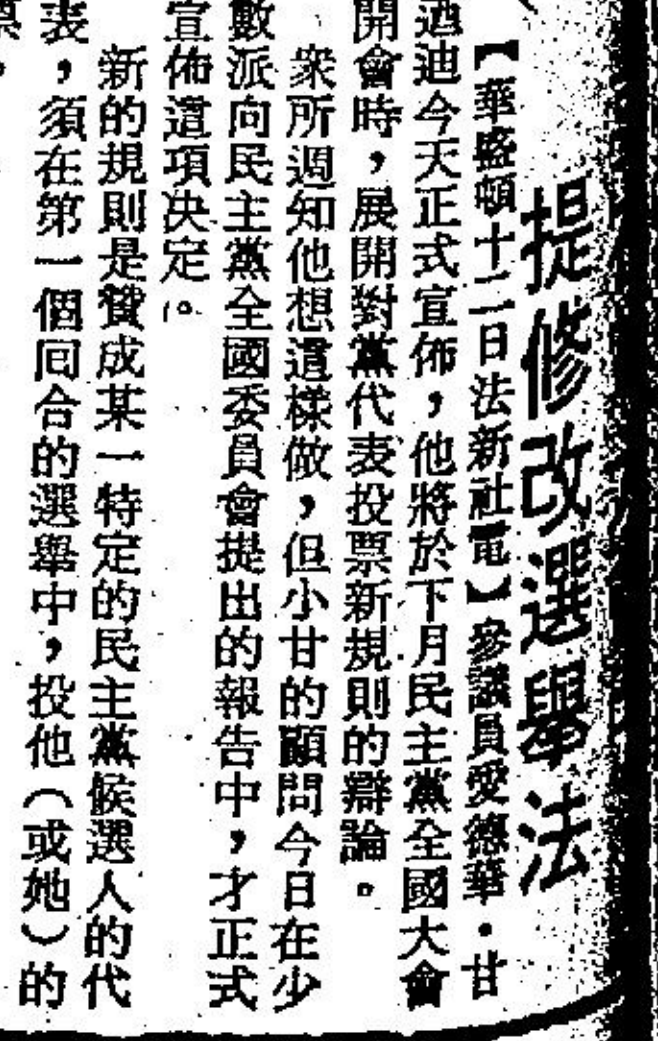 提修改選舉法
【華盛頓十二日法新社電】參議員愛德華・甘
迺迪今天正式宣佈，他將於下月民主黨全國大會
開會時，展開對黨代表投票新規則的辯論。
衆所週知他想這樣做，但小甘的顧問今日在少
數派向民主黨全國委員會提出的報告中，才正式
宣佈這項決定。
新的規則是贊成某一特定的民主黨候選人的代
表，須在第一個回合的選舉中，投他（或她）的
票，